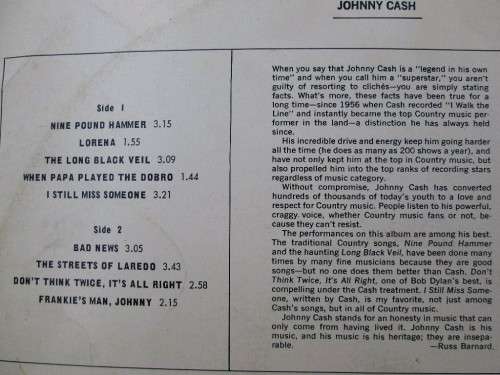 JOHNNY CASH
Side 1
NINE POUND HAMMER 3.15
LORENA 1.55
THE LONG BLACK VEIL 3.09
WHEN PAPA PLAYED THE DOBRO 1.44
I STILL MISS SOMEONE 3.21
Side 2
BAD NEWS 3.05
THE STREETS OF LAREDO 3.43
DON'T THINK TWICE, IT'S ALL RIGHT 2.58
FRANKIE'S MAN, JOHNNY 2.15
When you say that Johnny Cash is a "legend in his own
time" and when you call him a "superstar," you aren't
guilty of resorting to clichés—you are simply stating
facts. What's more, these facts have been true for a
long time—since 1956 when Cash recorded "I Walk the
Line" and instantly became the top Country music per-
former in the land—a distinction he has always held
since.
His incredible drive and energy keep him going harder
all the time (he does as many as 200 shows a year), and
have not only kept him at the top in Country music, but
also propelled him into the top ranks of recording stars
regardless of music category.
Without compromise, Johnny Cash has converted
hundreds of thousands of today's youth to a love and
respect for Country music. People listen to his powerful,
craggy voice, whether Country music fans or not, be-
cause they can't resist.
The performances on this album are among his best.
The traditional Country songs, Nine Pound Hammer
and the haunting Long Black Veil, have been done many
times by many fine musicians because they are good
songs—but no one does them better than Cash. Don't
Think Twice, It's All Right, one of Bob Dylan's best, is
compelling under the Cash treatment. I Still Miss Some-
one, written by Cash, is my favorite, not just among
Cash's songs, but in all of Country music.
Johnny Cash stands for an honesty in music that can
only come from having lived it. Johnny Cash is his
music, and his music is his heritage; they are insepa-
rable. —Russ Barnard